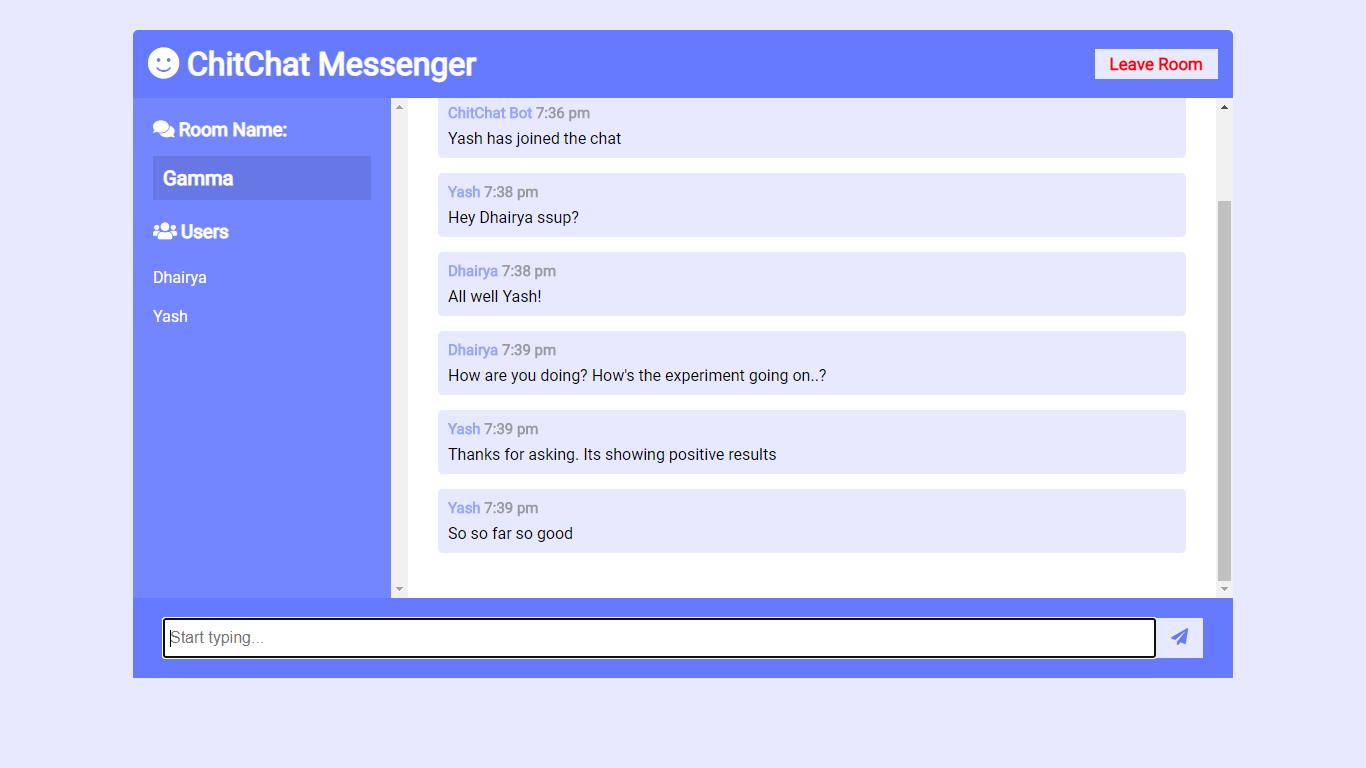 ChitChat Messenger
Leave Room
Room Name:
Gamma
Users
Dhairya
Yash
ChitChat Bot 7:36 pm
Yash has joined the chat
Yash 7:38 pm
Hey Dhairya ssup?
Dhairya 7:38 pm
All well Yash!
Dhairya 7:39 pm
How are you doing? How's the experiment going on..?
Yash 7:39 pm
Thanks for asking. Its showing positive results
Yash 7:39 pm
So so far so good
Start typing...